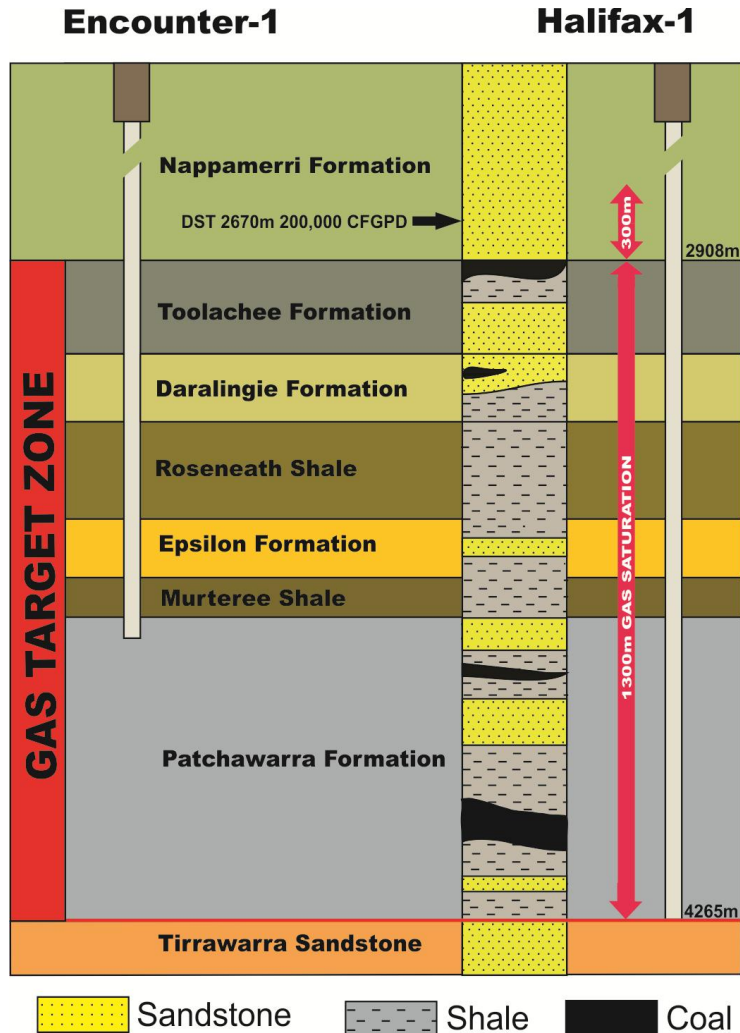 Encounter-1
Halifax-1
Nappamerri Formation
DST 2670m 200,000 CFGPD
300m
2908m
Toolachee Formation
Daralingie Formation
Roseneath Shale
Epsilon Formation
Murteree Shale
Patchawarra Formation
GAS TARGET ZONE
1300m GAS SATURATION
4265m
Tirrawarra Sandstone
Sandstone
Shale
Coal